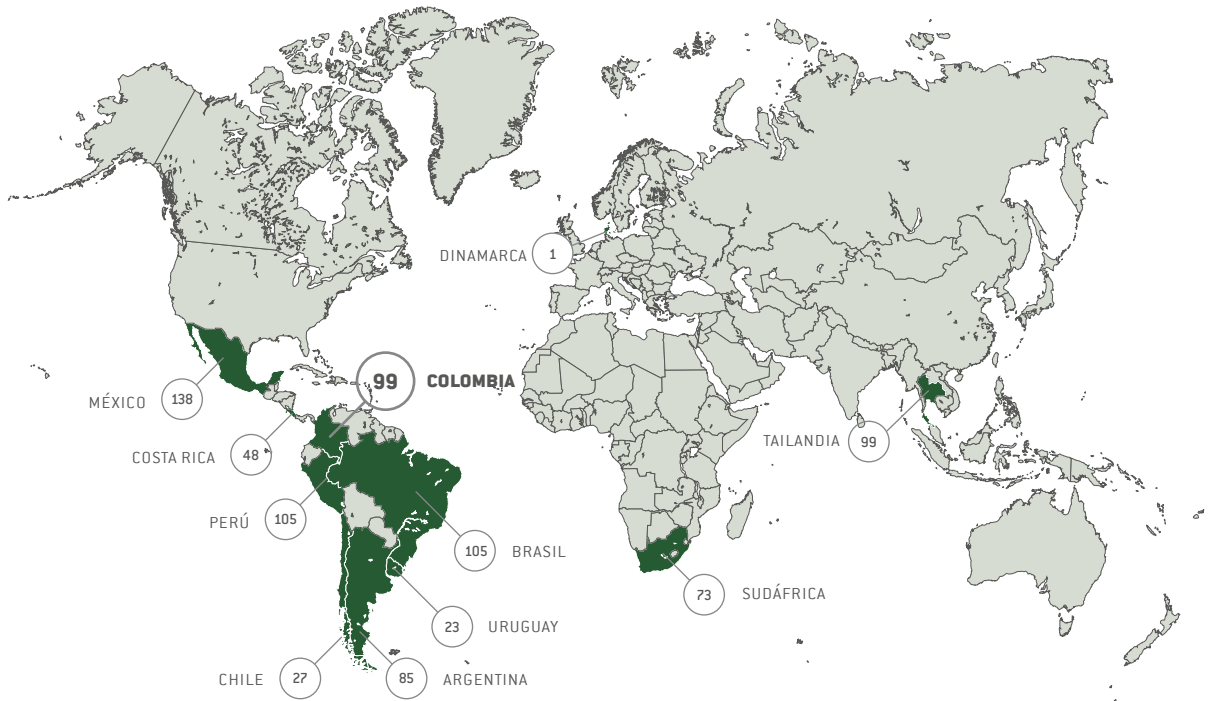 DINAMARCA 1
99 COLOMBIA
MÉXICO 138
TAILANDIA 99
COSTA RICA 48
PERÚ 105
105 BRASIL
73 SUDÁFRICA
23 URUGUAY
CHILE 27
85 ARGENTINA